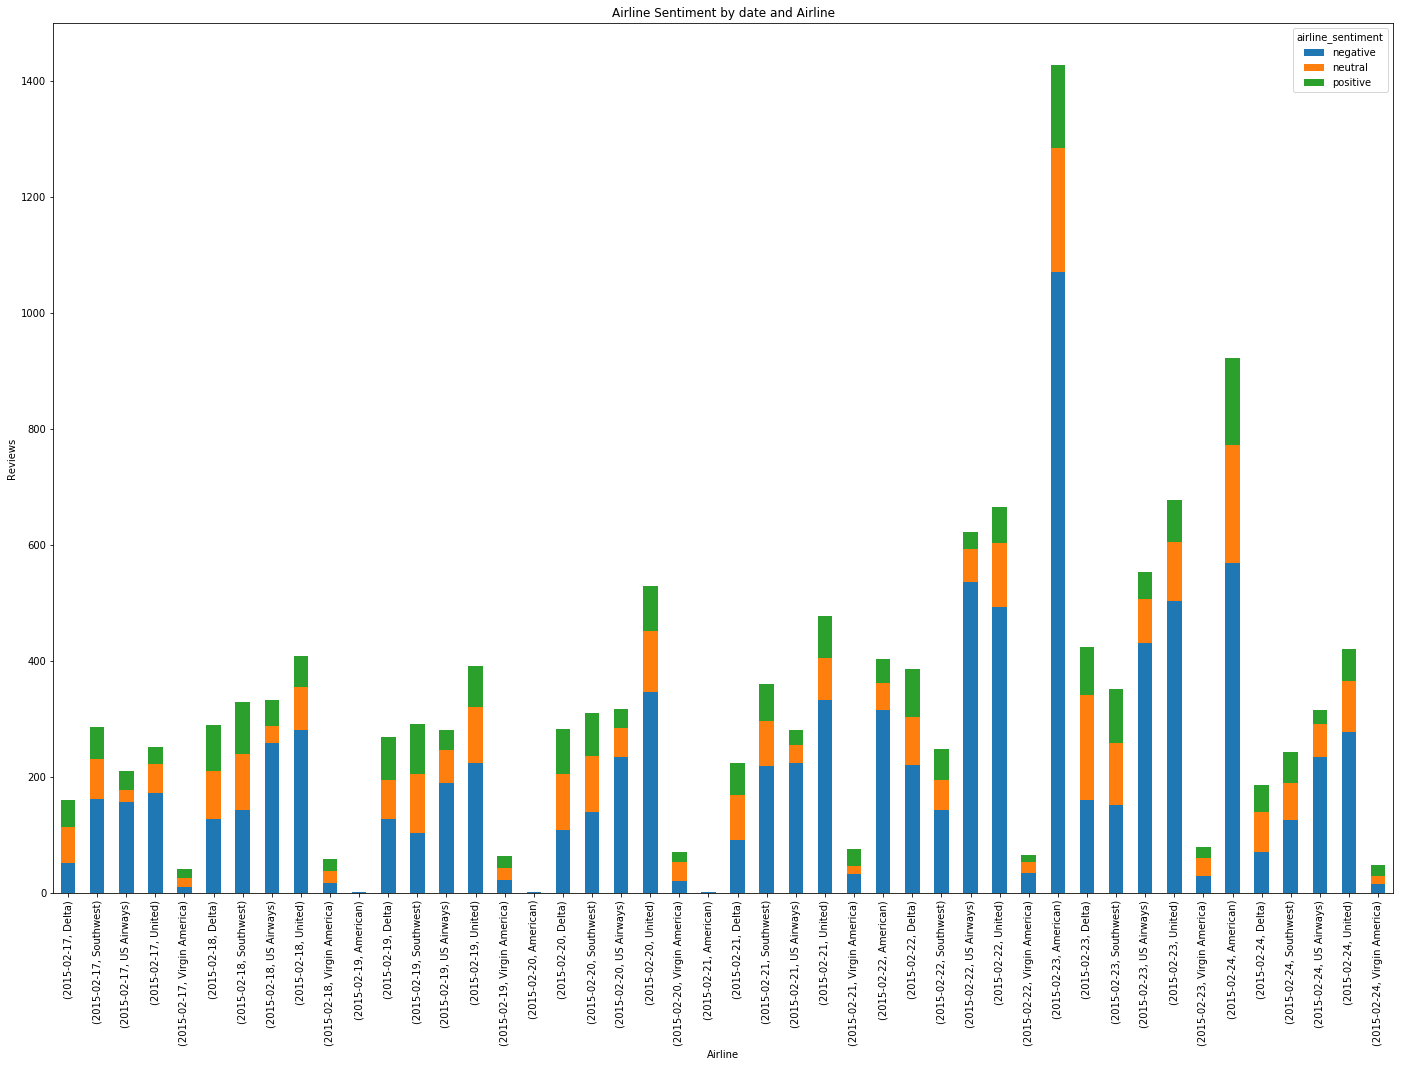 Airline Sentiment by date and Airline
airline_sentiment
negative
neutral
positive
1400
1200
1000
800
600
400
200
0
Reviews
(2015-02-17, Delta)
(2015-02-17, Southwest)
(2015-02-17, US Airways)
(2015-02-17, United)
(2015-02-17, Virgin America)
(2015-02-18, Delta)
(2015-02-18, Southwest)
(2015-02-18, US Airways)
(2015-02-18, United)
(2015-02-18, Virgin America)
(2015-02-19, American)
(2015-02-19, Delta)
(2015-02-19, Southwest)
(2015-02-19, US Airways)
(2015-02-19, United)
(2015-02-19, Virgin America)
(2015-02-20, American)
(2015-02-20, Delta)
(2015-02-20, Southwest)
(2015-02-20, US Airways)
(2015-02-20, United)
(2015-02-20, Virgin America)
(2015-02-21, American)
(2015-02-21, Delta)
(2015-02-21, Southwest)
(2015-02-21, US Airways)
(2015-02-21, United)
(2015-02-21, Virgin America)
(2015-02-22, American)
(2015-02-22, Delta)
(2015-02-22, Southwest)
(2015-02-22, US Airways)
(2015-02-22, United)
(2015-02-22, Virgin America)
(2015-02-23, American)
(2015-02-23, Delta)
(2015-02-23, Southwest)
(2015-02-23, US Airways)
(2015-02-23, United)
(2015-02-23, Virgin America)
(2015-02-24, American)
(2015-02-24, Delta)
(2015-02-24, Southwest)
(2015-02-24, US Airways)
(2015-02-24, United)
(2015-02-24, Virgin America)
Airline